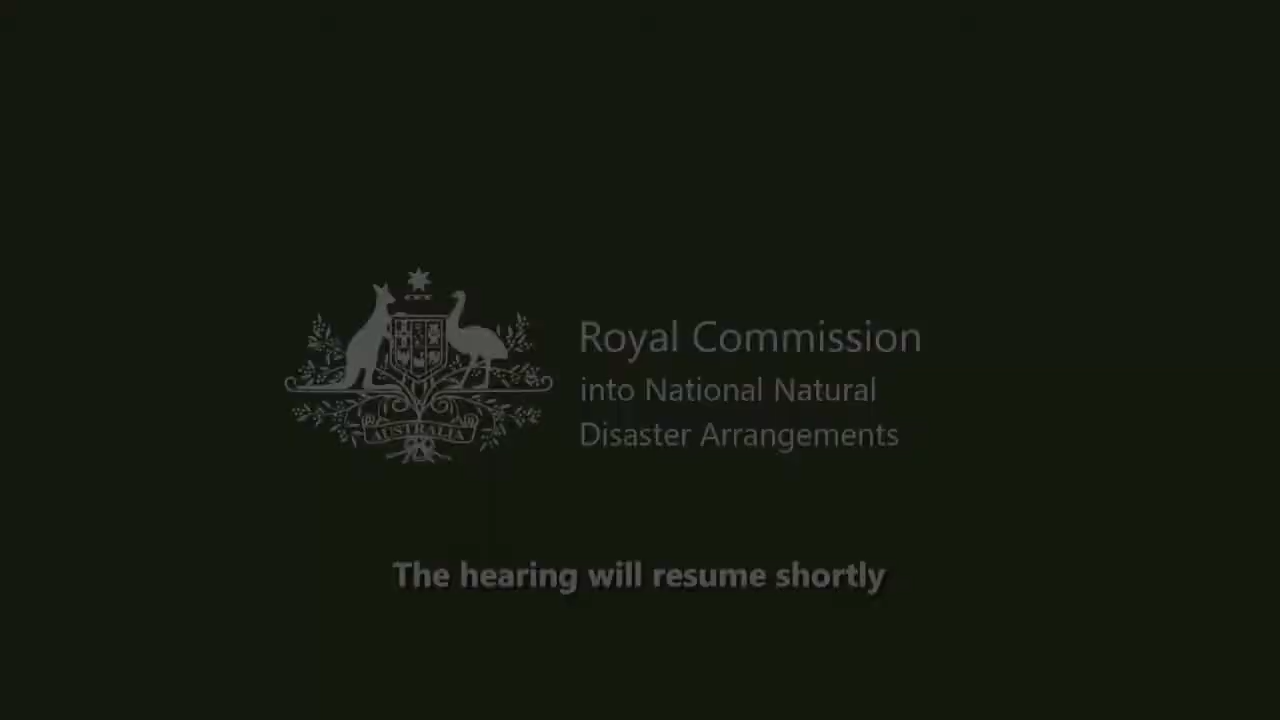 AUSTRALIA
Royal Commission
into National Natural
Disaster Arrangements
The hearing will resume shortly